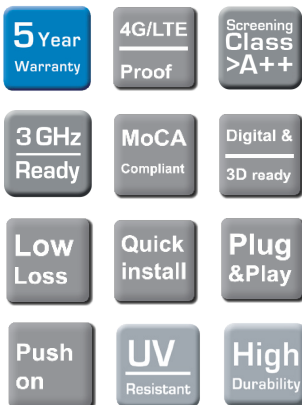 5 Year
Warranty
4G/LTE
Proof
Screening
Class
>A++
3 GHz
Ready
MoCA
Compliant
Digital &
3D ready
Low
Loss
Quick
install
Plug
&Play
Push
on
UV
Resistant
High
Durability